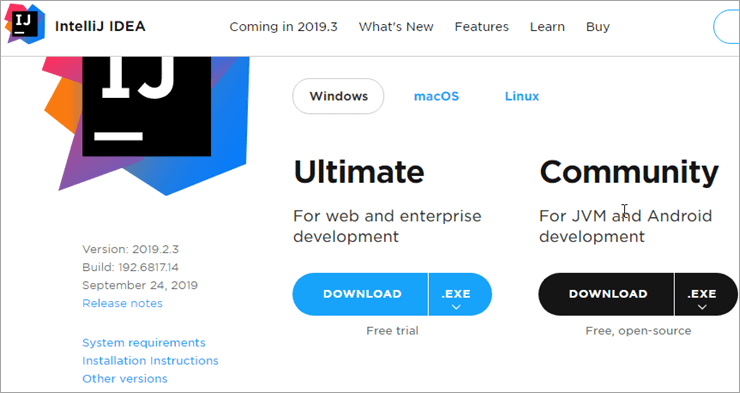 IJ IntelliJ IDEA Coming in 2019.3 What's New Features Learn Buy
IJ
Windows macOS Linux
Ultimate Community
For web and enterprise
development
For JVM and Android
development
Version: 2019.2.3
Build: 192.6817.14
September 24, 2019
Release notes
DOWNLOAD .EXE
Free trial
DOWNLOAD .EXE
Free, open-source
System requirements
Installation Instructions
Other versions